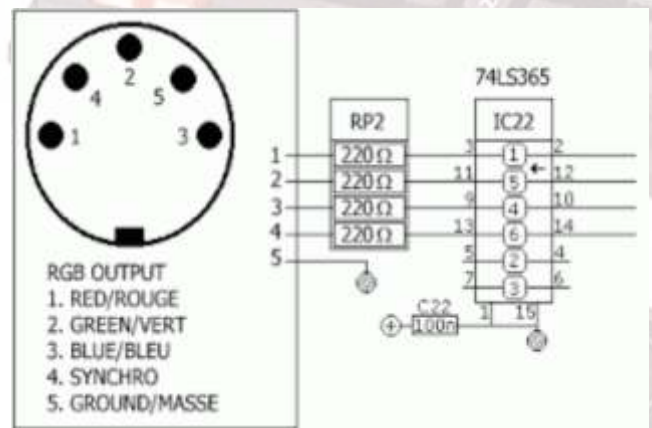 2
4
5
1
3
RGB OUTPUT
1. RED/ROUGE
2. GREEN/VERT
3. BLUE/BLEU
4. SYNCHRO
5. GROUND/MASSE
74LS365
RP2
IC22
1 220Ω 3 1 2
2 220Ω 11 5 12
3 220Ω 9 4 10
4 220Ω 13 6 14
5 5 2 4
7 3 6
C22
100n
1 15